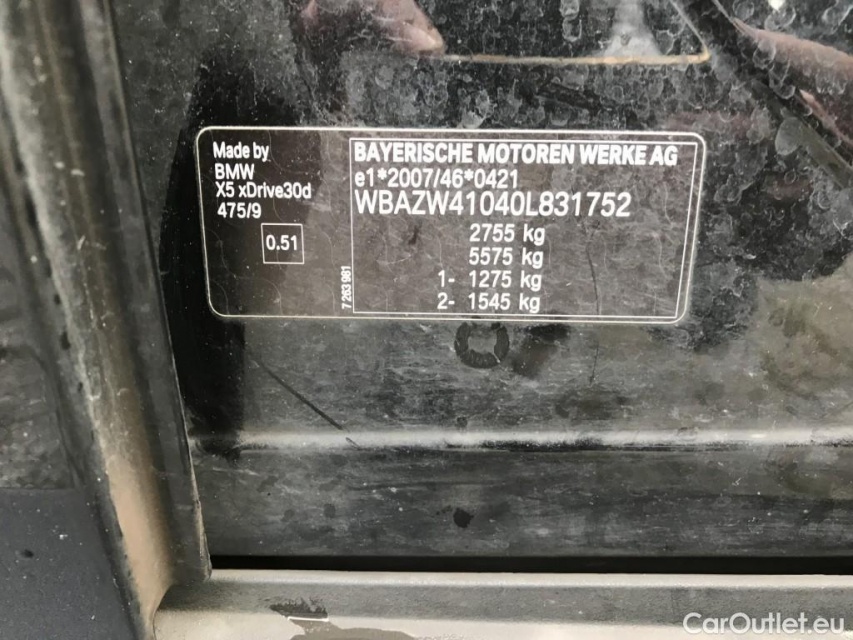 Made by
BMW
X5 xDrive30d
475/9
0.51
7 263 981
BAYERISCHE MOTOREN WERKE AG
e1*2007/46*0421
WBAZW41040L831752
2755 kg
5575 kg
1- 1275 kg
2- 1545 kg
CarOutlet.eu